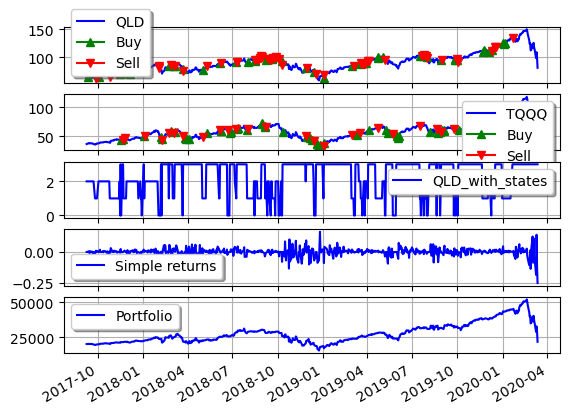 150
100
QLD
Buy
Sell
100
50
TQQQ
Buy
Sell
2
0
QLD_with_states
0.00
−0.25
Simple returns
50000
25000
Portfolio
2017-10 2018-01 2018-04 2018-07 2018-10 2019-01 2019-04 2019-07 2019-10 2020-01 2020-04